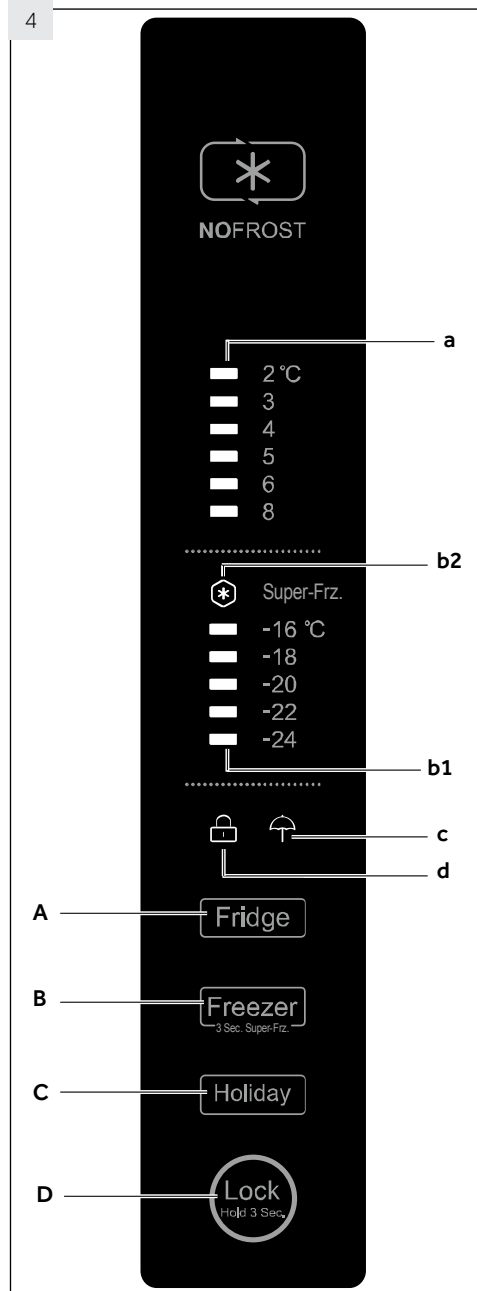 4
NOFROST
a
2 °C
3
4
5
6
8
b2
Super-Frz.
-16 °C
-18
-20
-22
-24
b1
c
d
A
Fridge
B
Freezer
3 Sec. Super-Frz.
C
Holiday
D
Lock
Hold 3 Sec.